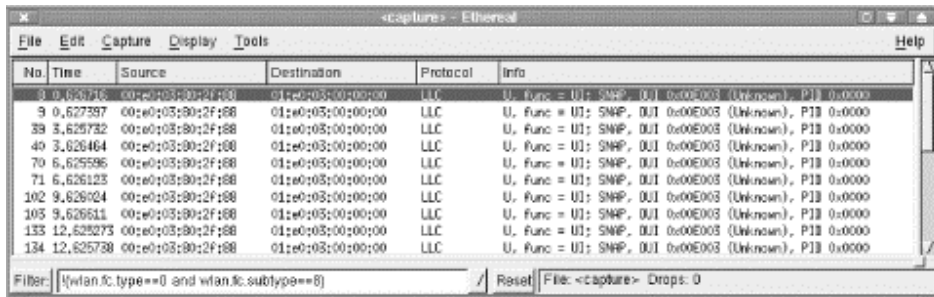 <capture> - Ethereal
File Edit Capture Display Tools Help
No. Time Source Destination Protocol Info
8 0.626716 00:e0:03:80:2f:88 01:e0:03:00:00:00 LLC U, func = UI; SNAP, OUI 0x00E003 (Unknown), PID 0x0000
9 0.627397 00:e0:03:80:2f:88 01:e0:03:00:00:00 LLC U, func = UI; SNAP, OUI 0x00E003 (Unknown), PID 0x0000
39 3.625732 00:e0:03:80:2f:88 01:e0:03:00:00:00 LLC U, func = UI; SNAP, OUI 0x00E003 (Unknown), PID 0x0000
40 3.626464 00:e0:03:80:2f:88 01:e0:03:00:00:00 LLC U, func = UI; SNAP, OUI 0x00E003 (Unknown), PID 0x0000
70 6.625596 00:e0:03:80:2f:88 01:e0:03:00:00:00 LLC U, func = UI; SNAP, OUI 0x00E003 (Unknown), PID 0x0000
71 6.626123 00:e0:03:80:2f:88 01:e0:03:00:00:00 LLC U, func = UI; SNAP, OUI 0x00E003 (Unknown), PID 0x0000
102 9.626024 00:e0:03:80:2f:88 01:e0:03:00:00:00 LLC U, func = UI; SNAP, OUI 0x00E003 (Unknown), PID 0x0000
103 9.626611 00:e0:03:80:2f:88 01:e0:03:00:00:00 LLC U, func = UI; SNAP, OUI 0x00E003 (Unknown), PID 0x0000
133 12.625273 00:e0:03:80:2f:88 01:e0:03:00:00:00 LLC U, func = UI; SNAP, OUI 0x00E003 (Unknown), PID 0x0000
134 12.625738 00:e0:03:80:2f:88 01:e0:03:00:00:00 LLC U, func = UI; SNAP, OUI 0x00E003 (Unknown), PID 0x0000
Filter: !(wlan.fc.type==0 and wlan.fc.subtype==8) Reset File: <capture> Drops: 0